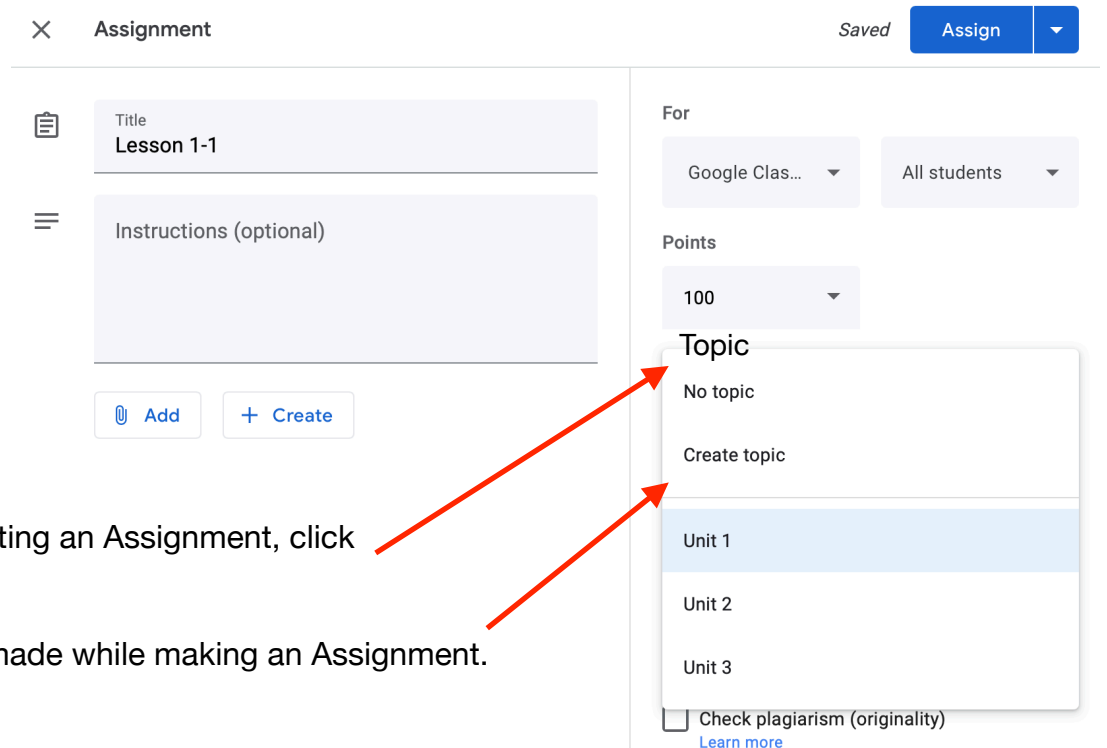 Assignment
Saved
Assign
Title
Lesson 1-1
Instructions (optional)
Add
+ Create
ting an Assignment, click
made while making an Assignment.
For
Google Clas...
All students
Points
100
Topic
No topic
Create topic
Unit 1
Unit 2
Unit 3
Check plagiarism (originality)
Learn more